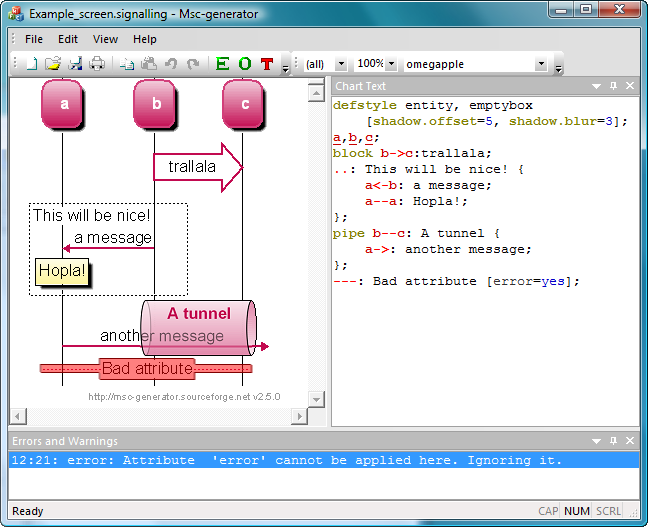 Example_screen.signalling - Msc-generator
File Edit View Help
E O T (all) 100% omegapple
a b c
trallala
This will be nice!
a message
Hopla!
A tunnel
another message
Bad attribute
http://msc-generator.sourceforge.net v2.5.0
Chart Text
defstyle entity, emptybox
[shadow.offset=5, shadow.blur=3];
a,b,c;
block b->c:trallala;
..: This will be nice! {
a<-b: a message;
a--a: Hopla!;
};
pipe b--c: A tunnel {
a->: another message;
};
---: Bad attribute [error=yes];
Errors and Warnings
12:21: error: Attribute  'error' cannot be applied here. Ignoring it.
Ready CAP NUM SCRL